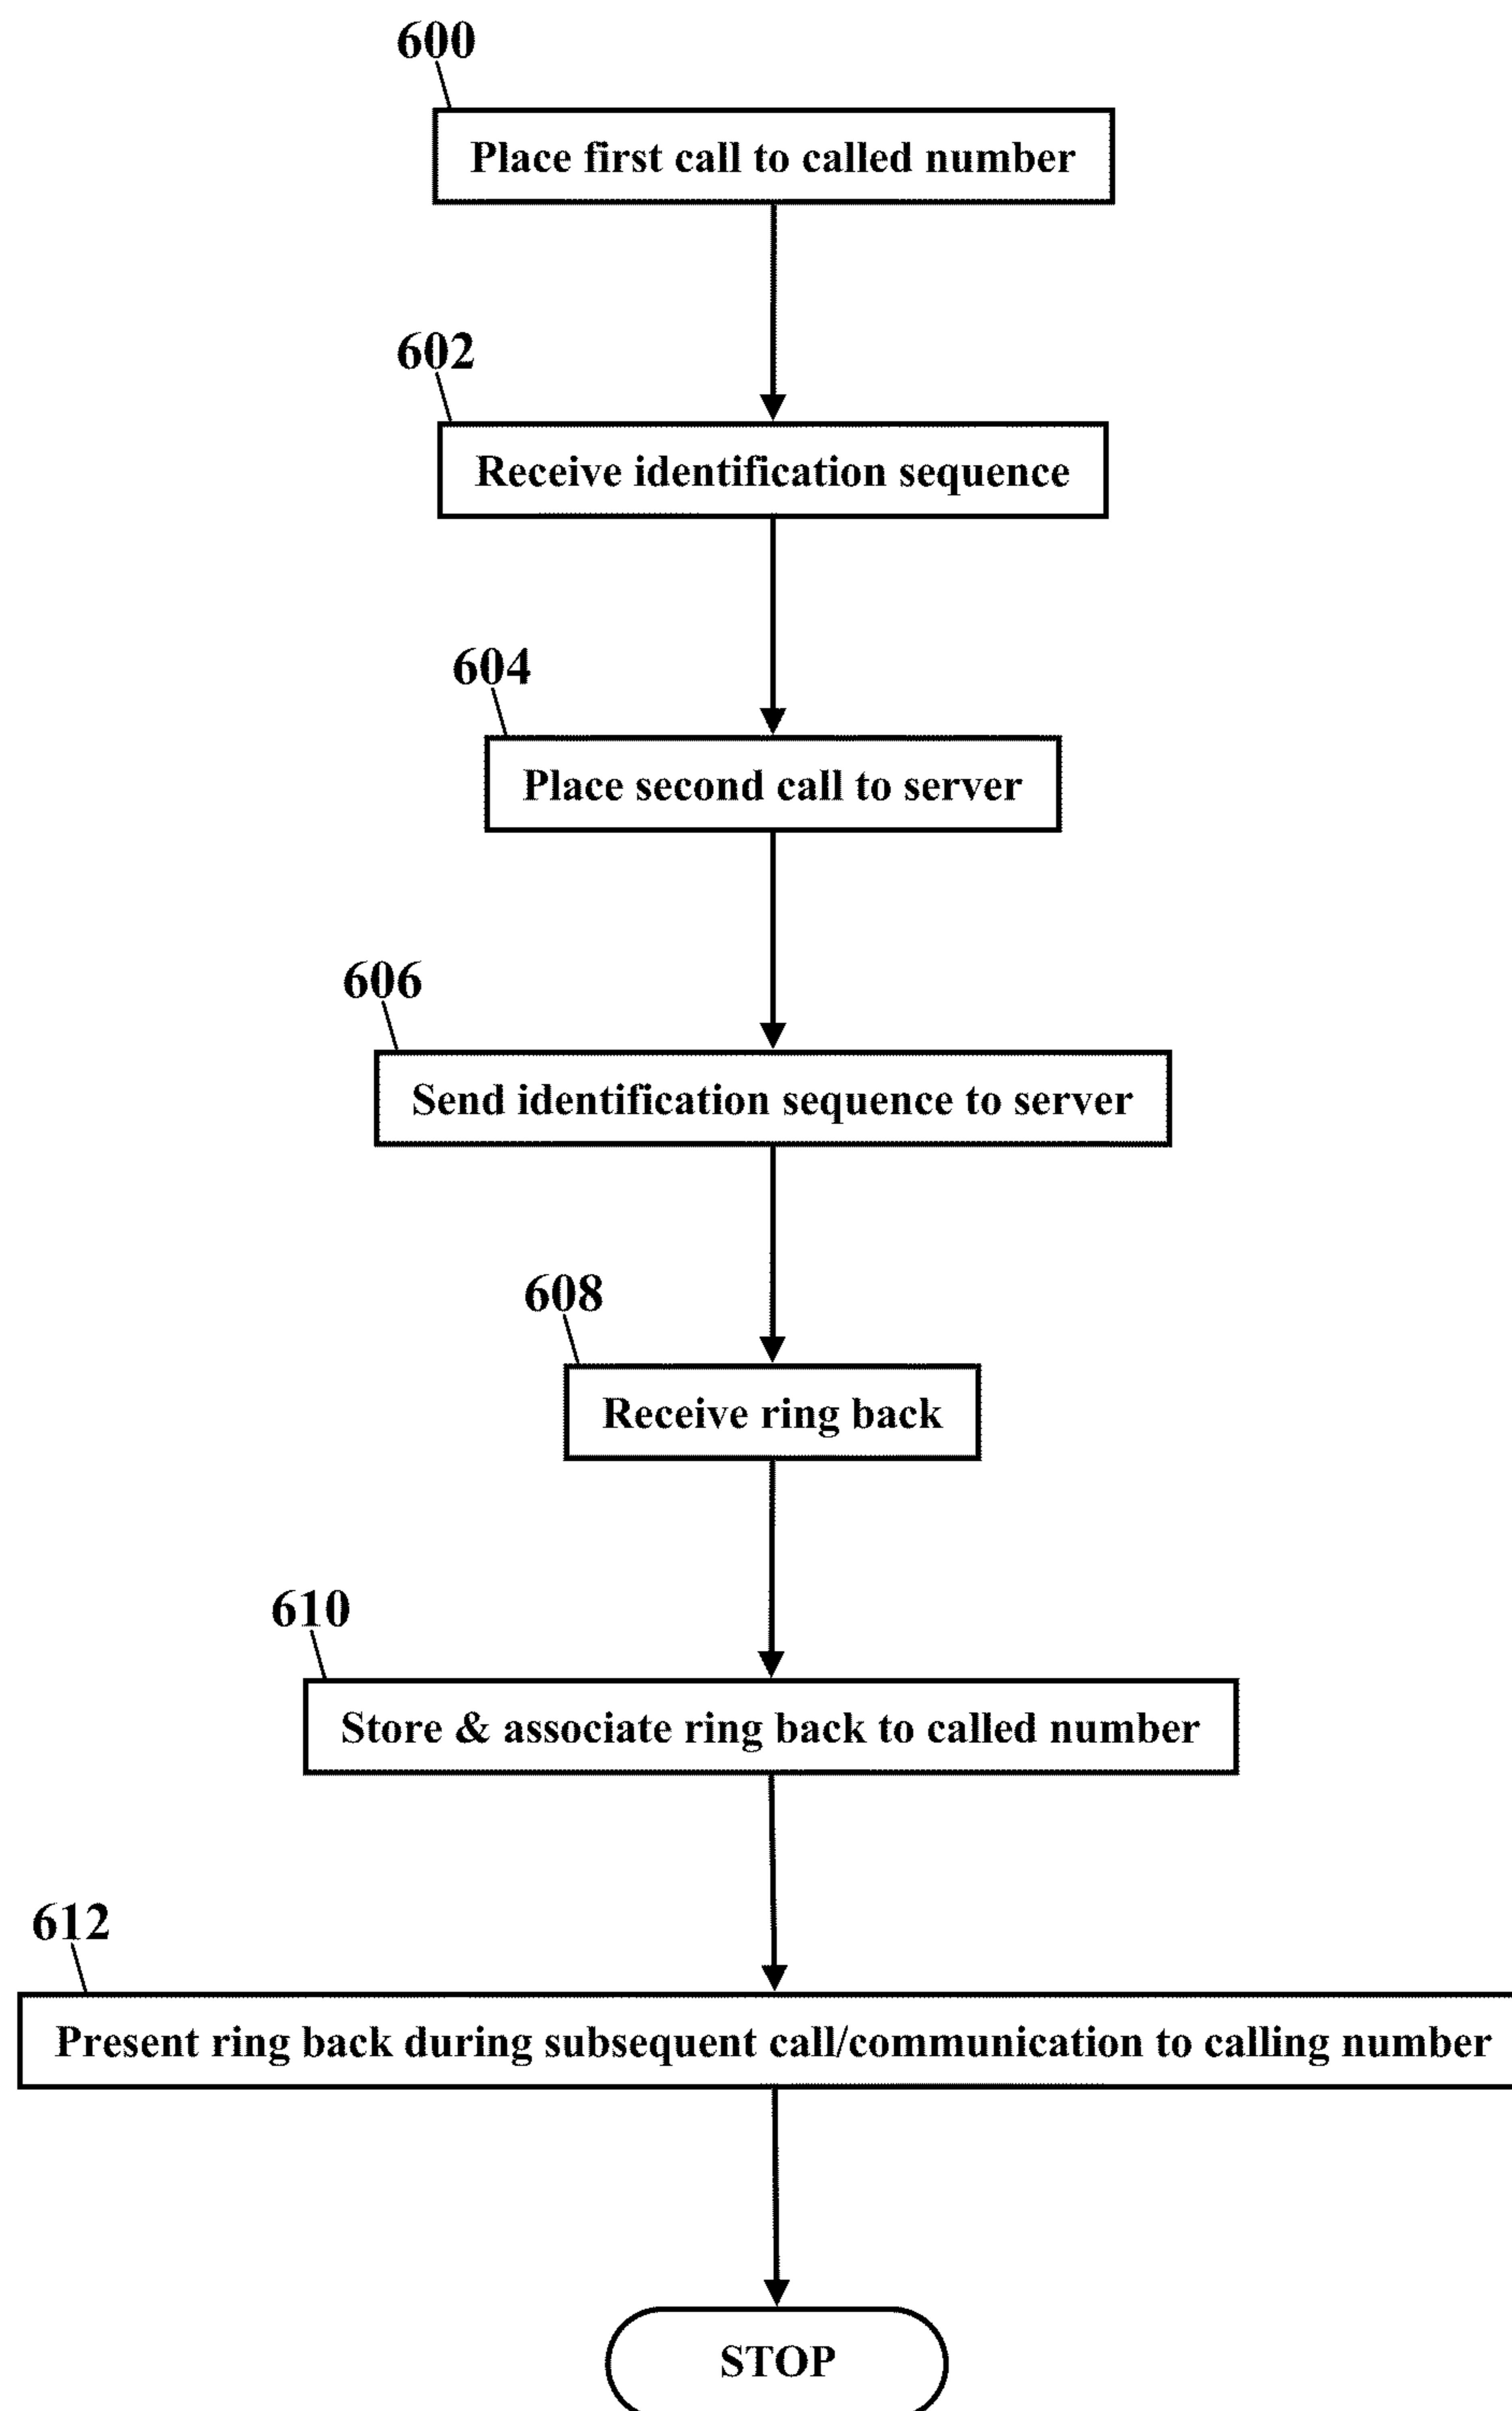 600
Place first call to called number
602
Receive identification sequence
604
Place second call to server
606
Send identification sequence to server
608
Receive ring back
610
Store & associate ring back to called number
612
Present ring back during subsequent call/communication to calling number
STOP